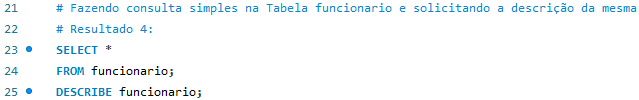 21 # Fazendo consulta simples na Tabela funcionario e solicitando a descrição da mesma
22 # Resultado 4:
23 SELECT *
24 FROM funcionario;
25 DESCRIBE funcionario;